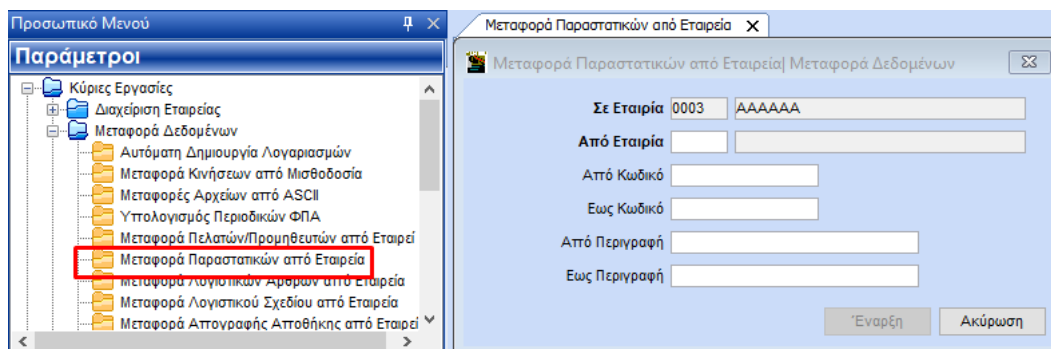 Προσωπικό Μενού
Παράμετροι
Κύριες Εργασίες
Διαχείριση Εταιρείας
Μεταφορά Δεδομένων
Αυτόματη Δημιουργία Λογαριασμών
Μεταφορά Κινήσεων από Μισθοδοσία
Μεταφορές Αρχείων από ASCII
Υπολογισμός Περιοδικών ΦΠΑ
Μεταφορά Πελατών/Προμηθευτών από Εταιρεί
Μεταφορά Παραστατικών από Εταιρεία
Μεταφορά Λογιστικών Αρθρων από Εταιρεία
Μεταφορά Λογιστικού Σχεδίου από Εταιρεία
Μεταφορά Απογραφής Αποθήκης από Εταιρεί
Μεταφορά Παραστατικών από Εταιρεία
Μεταφορά Παραστατικών από Εταιρεία| Μεταφορά Δεδομένων
Σε Εταιρία 0003 ΑΑΑΑΑΑ
Από Εταιρία
Από Κωδικό
Εως Κωδικό
Από Περιγραφή
Εως Περιγραφή
Έναρξη Ακύρωση